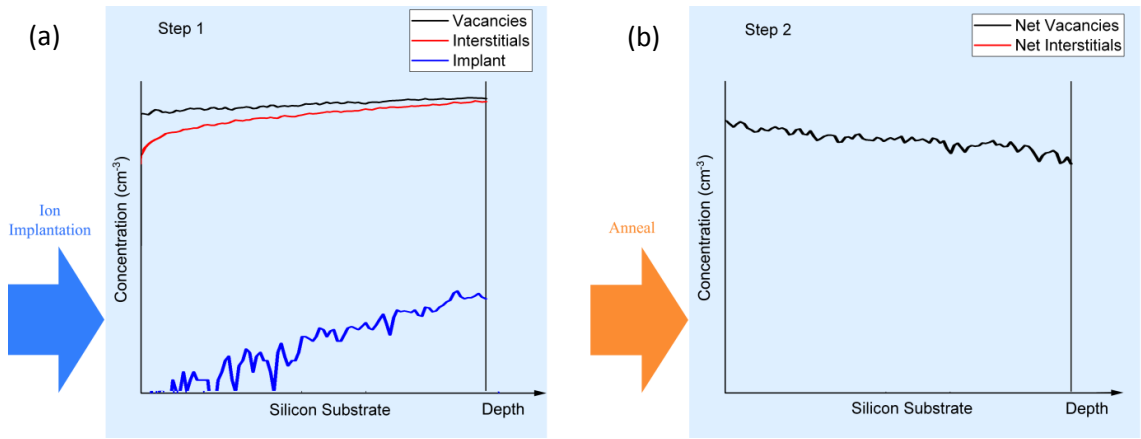 (a)
Step 1
Vacancies
Interstitials
Implant
Concentration (cm-3)
Ion
Implantation
Silicon Substrate
Depth
(b)
Step 2
Net Vacancies
Net Interstitials
Concentration (cm-3)
Anneal
Silicon Substrate
Depth